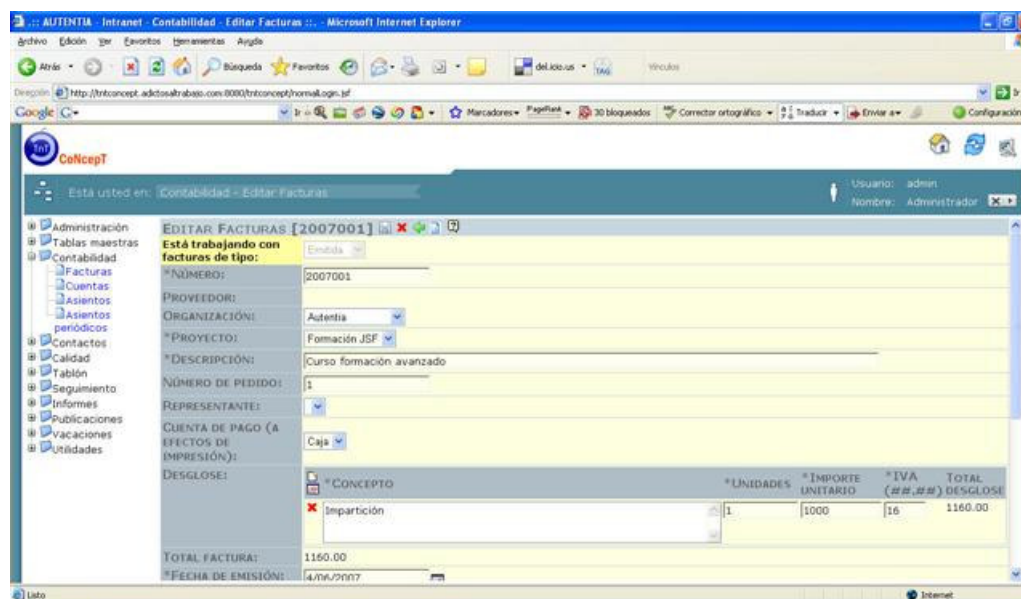 .:: AUTENTIA - Intranet - Contabilidad - Editar Facturas ::. - Microsoft Internet Explorer
Archivo Edición Ver Favoritos Herramientas Ayuda
Atrás Búsqueda Favoritos del.icio.us TAG Vínculos
Dirección http://tntconcept.adictosaltrabajo.com:8080/tntconcept/normalLogin.jsf Ir
Google G Ir Marcadores PageRank 30 bloqueados Corrector ortográfico Traducir Enviar a Configuración
TnT CoNcepT
Está usted en: Contabilidad - Editar Facturas
Usuario: admin
Nombre: Administrador
Administración
Tablas maestras
Contabilidad
Facturas
Cuentas
Asientos
Asientos
periódicos
Contactos
Calidad
Tablón
Seguimiento
Informes
Publicaciones
Vacaciones
Utilidades
EDITAR FACTURAS [2007001]
Está trabajando con
facturas de tipo: Emitida
*NÚMERO: 2007001
PROVEEDOR:
ORGANIZACIÓN: Autentia
*PROYECTO: Formación JSF
*DESCRIPCIÓN: Curso formación avanzado
NÚMERO DE PEDIDO: 1
REPRESENTANTE:
CUENTA DE PAGO (A
EFECTOS DE
IMPRESIÓN): Caja
DESGLOSE:
*CONCEPTO *UNIDADES *IMPORTE UNITARIO *IVA (##,##) TOTAL DESGLOSE
Impartición 1 1000 16 1160.00
TOTAL FACTURA: 1160.00
*FECHA DE EMISIÓN: 4/06/2007
Listo Internet